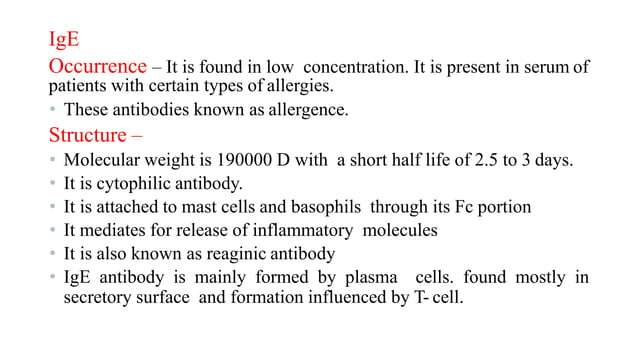 IgE
Occurrence – It is found in low concentration. It is present in serum of
patients with certain types of allergies.
• These antibodies known as allergence.
Structure –
• Molecular weight is 190000 D with a short half life of 2.5 to 3 days.
• It is cytophilic antibody.
• It is attached to mast cells and basophils through its Fc portion
• It mediates for release of inflammatory molecules
• It is also known as reaginic antibody
• IgE antibody is mainly formed by plasma cells. found mostly in
secretory surface and formation influenced by T- cell.